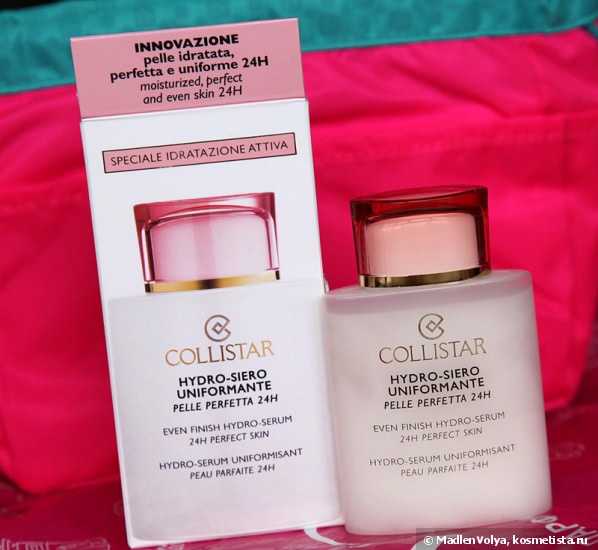 INNOVAZIONE
pelle idratata,
perfetta e uniforme 24H
moisturized, perfect
and even skin 24H
SPECIALE IDRATAZIONE ATTIVA
COLLISTAR
HYDRO-SIERO
UNIFORMANTE
PELLE PERFETTA 24H
EVEN FINISH HYDRO-SERUM
24H PERFECT SKIN
HYDRO-SERUM UNIFORMISANT
PEAU PARFAITE 24H
COLLISTAR
HYDRO-SIERO
UNIFORMANTE
PELLE PERFETTA 24H
EVEN FINISH HYDRO-SERUM
24H PERFECT SKIN
HYDRO-SERUM UNIFORMISANT
PEAU PARFAITE 24H
© MadlenVolya, kosmetista.ru